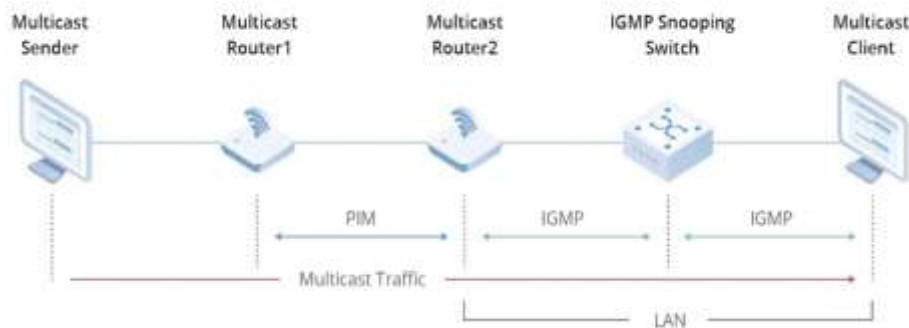 Multicast
Sender
Multicast
Router1
Multicast
Router2
IGMP Snooping
Switch
Multicast
Client
PIM
IGMP
IGMP
Multicast Traffic
LAN